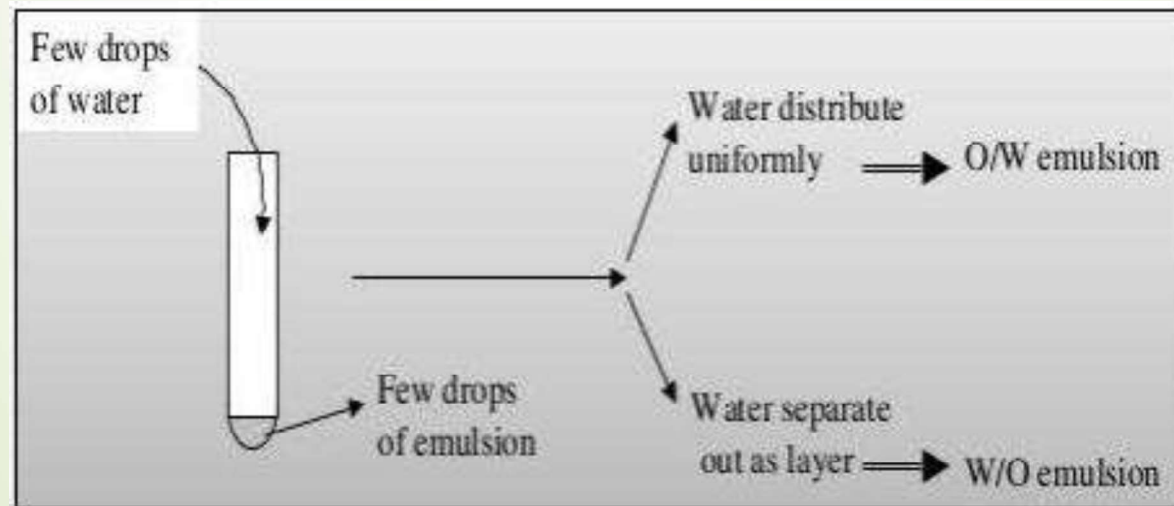 Few drops
of water
Water distribute
uniformly
O/W emulsion
Few drops
of emulsion
Water separate
out as layer
W/O emulsion